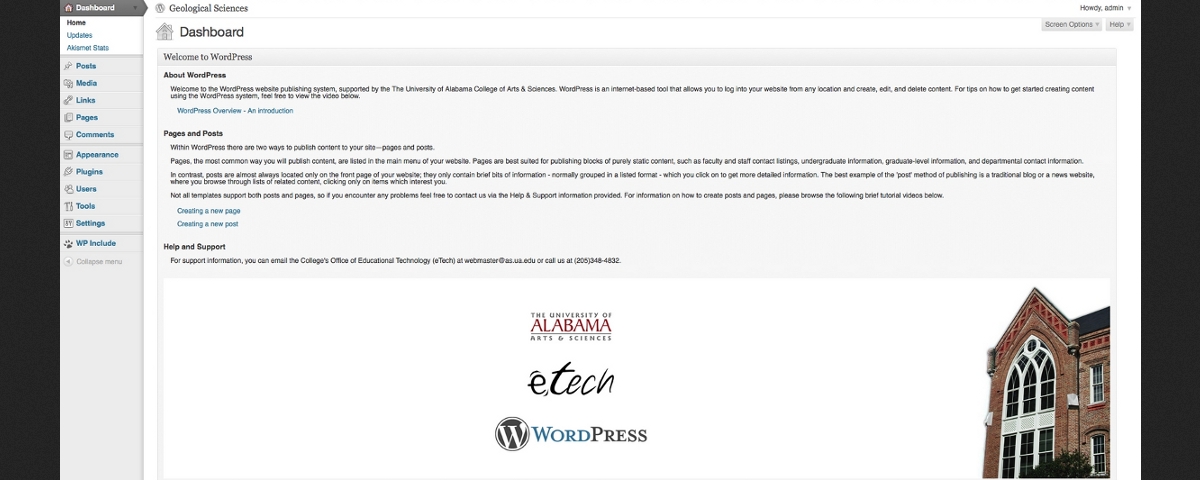 Dashboard
Home
Updates
Akismet Stats
Posts
Media
Links
Pages
Comments
Appearance
Plugins
Users
Tools
Settings
WP Include
Collapse menu
Geological Sciences
Howdy, admin
Screen Options
Help
Dashboard
Welcome to WordPress
About WordPress
Welcome to the WordPress website publishing system, supported by the The University of Alabama College of Arts & Sciences. WordPress is an internet-based tool that allows you to log into your website from any location and create, edit, and delete content. For tips on how to get started creating content
using the WordPress system, feel free to view the video below.
WordPress Overview - An introduction
Pages and Posts
Within WordPress there are two ways to publish content to your site—pages and posts.
Pages, the most common way you will publish content, are listed in the main menu of your website. Pages are best suited for publishing blocks of purely static content, such as faculty and staff contact listings, undergraduate information, graduate-level information, and departmental contact information.
In contrast, posts are almost always located only on the front page of your website; they only contain brief bits of information - normally grouped in a listed format - which you click on to get more detailed information. The best example of the 'post' method of publishing is a traditional blog or a news website,
where you browse through lists of related content, clicking only on items which interest you.
Not all templates support both posts and pages, so if you encounter any problems feel free to contact us via the Help & Support information provided. For information on how to create posts and pages, please browse the following brief tutorial videos below.
Creating a new page
Creating a new post
Help and Support
For support information, you can email the College's Office of Educational Technology (eTech) at webmaster@as.ua.edu or call us at (205)348-4832.
THE UNIVERSITY OF
ALABAMA
ARTS & SCIENCES
etech
WORDPRESS